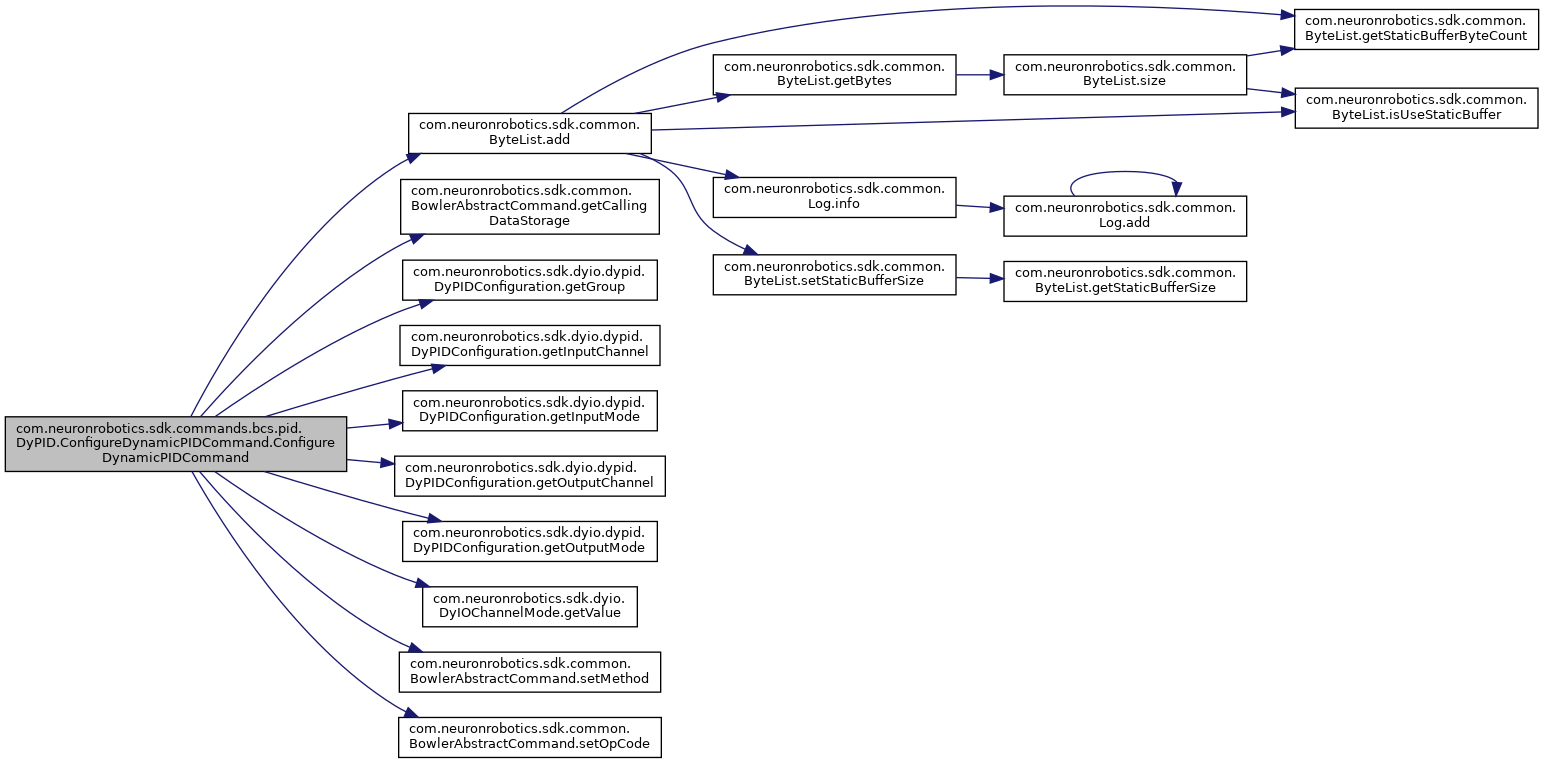 com.neuronrobotics.sdk.commands.bcs.pid.
DyPID.ConfigureDynamicPIDCommand.Configure
DynamicPIDCommand
com.neuronrobotics.sdk.common.
ByteList.add
com.neuronrobotics.sdk.common.
BowlerAbstractCommand.getCalling
DataStorage
com.neuronrobotics.sdk.dyio.dypid.
DyPIDConfiguration.getGroup
com.neuronrobotics.sdk.dyio.dypid.
DyPIDConfiguration.getInputChannel
com.neuronrobotics.sdk.dyio.dypid.
DyPIDConfiguration.getInputMode
com.neuronrobotics.sdk.dyio.dypid.
DyPIDConfiguration.getOutputChannel
com.neuronrobotics.sdk.dyio.dypid.
DyPIDConfiguration.getOutputMode
com.neuronrobotics.sdk.dyio.
DyIOChannelMode.getValue
com.neuronrobotics.sdk.common.
BowlerAbstractCommand.setMethod
com.neuronrobotics.sdk.common.
BowlerAbstractCommand.setOpCode
com.neuronrobotics.sdk.common.
ByteList.getBytes
com.neuronrobotics.sdk.common.
Log.info
com.neuronrobotics.sdk.common.
ByteList.setStaticBufferSize
com.neuronrobotics.sdk.common.
ByteList.size
com.neuronrobotics.sdk.common.
Log.add
com.neuronrobotics.sdk.common.
ByteList.getStaticBufferSize
com.neuronrobotics.sdk.common.
ByteList.getStaticBufferByteCount
com.neuronrobotics.sdk.common.
ByteList.isUseStaticBuffer